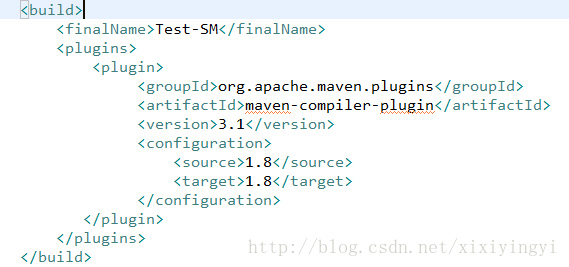 <build>
<finalName>Test-SM</finalName>
<plugins>
<plugin>
<groupId>org.apache.maven.plugins</groupId>
<artifactId>maven-compiler-plugin</artifactId>
<version>3.1</version>
<configuration>
<source>1.8</source>
<target>1.8</target>
</configuration>
</plugin>
</plugins>
</build>
http://blog.csdn.net/xixiyingyi